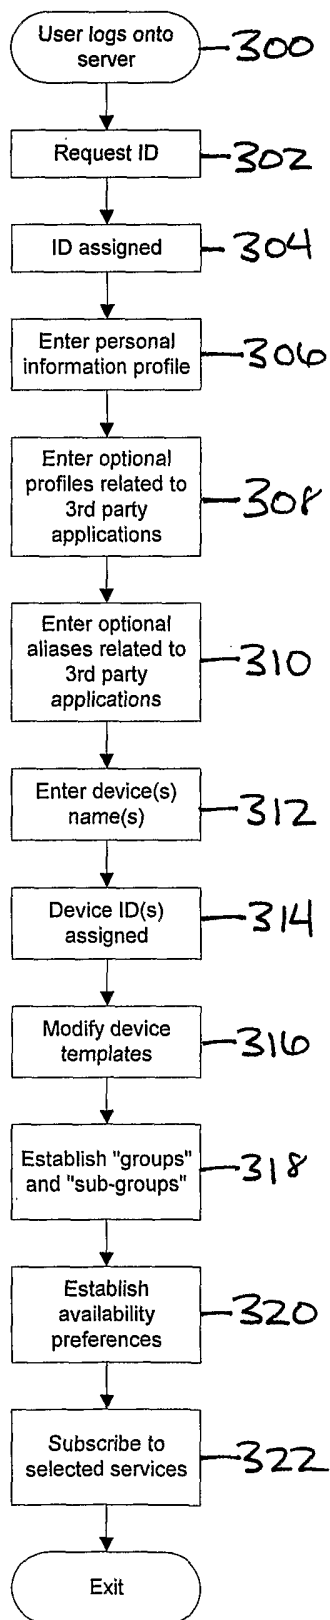 User logs onto
server
300
Request ID
302
ID assigned
304
Enter personal
information profile
306
Enter optional
profiles related to
3rd party
applications
308
Enter optional
aliases related to
3rd party
applications
310
Enter device(s)
name(s)
312
Device ID(s)
assigned
314
Modify device
templates
316
Establish "groups"
and "sub-groups"
318
Establish
availability
preferences
320
Subscribe to
selected services
322
Exit